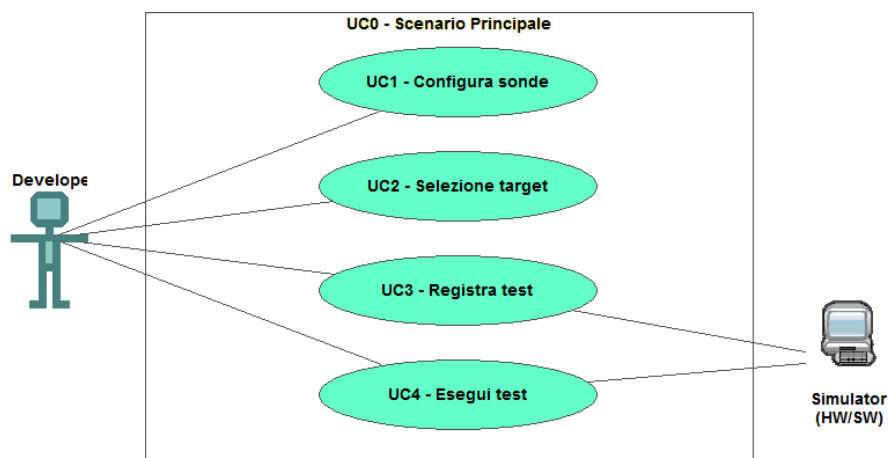 UC0 - Scenario Principale
UC1 - Configura sonde
Develope
UC2 - Selezione target
UC3 - Registra test
UC4 - Esegui test
Simulator
(HW/SW)